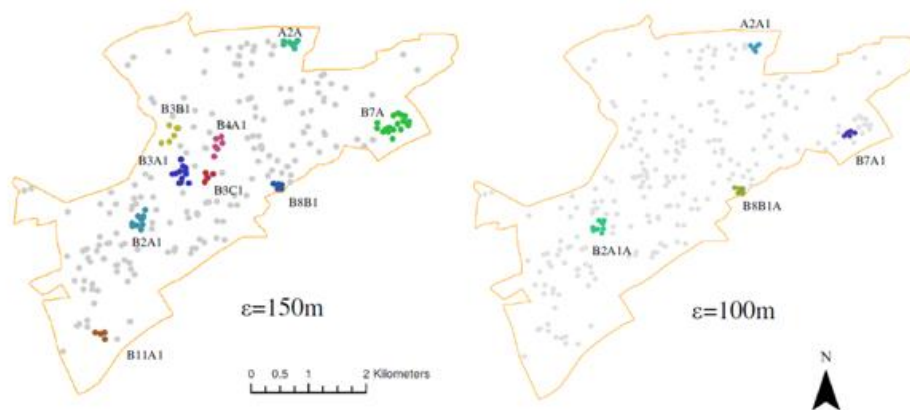 A2A
B3B1
B4A1
B7A
B3A1
B3C1
B8B1
B2A1
B11A1
ε=150m
0 0.5 1 2 Kilometers
A2A1
B7A1
B8B1A
B2A1A
ε=100m
N